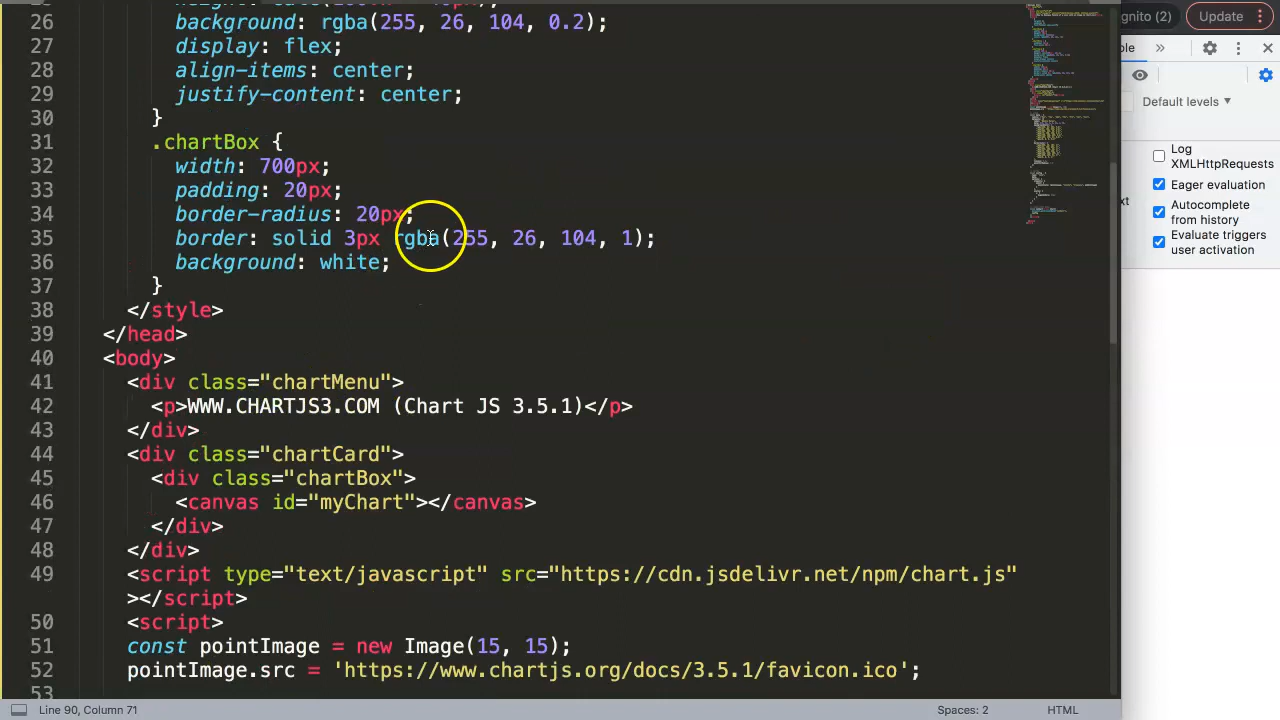 26 background: rgba(255, 26, 104, 0.2);
27 display: flex;
28 align-items: center;
29 justify-content: center;
30 }
31 .chartBox {
32 width: 700px;
33 padding: 20px;
34 border-radius: 20px;
35 border: solid 3px rgba(255, 26, 104, 1);
36 background: white;
37 }
38 </style>
39 </head>
40 <body>
41 <div class="chartMenu">
42 <p>WWW.CHARTJS3.COM (Chart JS 3.5.1)</p>
43 </div>
44 <div class="chartCard>
45 <div class="chartBox">
46 <canvas id="myChart"></canvas>
47 </div>
48 </div>
49 <script type="text/javascript" src="https://cdn.jsdelivr.net/npm/chart.js"
></script>
50 <script>
51 const pointImage = new Image(15, 15);
52 pointImage.src = 'https://www.chartjs.org/docs/3.5.1/favicon.ico';
53
Line 90, Column 71
Spaces: 2
HTML
gnito (2)
Update
ble
Default levels
Log
XMLHttpRequests
Eager evaluation
xt
Autocomplete
from history
Evaluate triggers
user activation